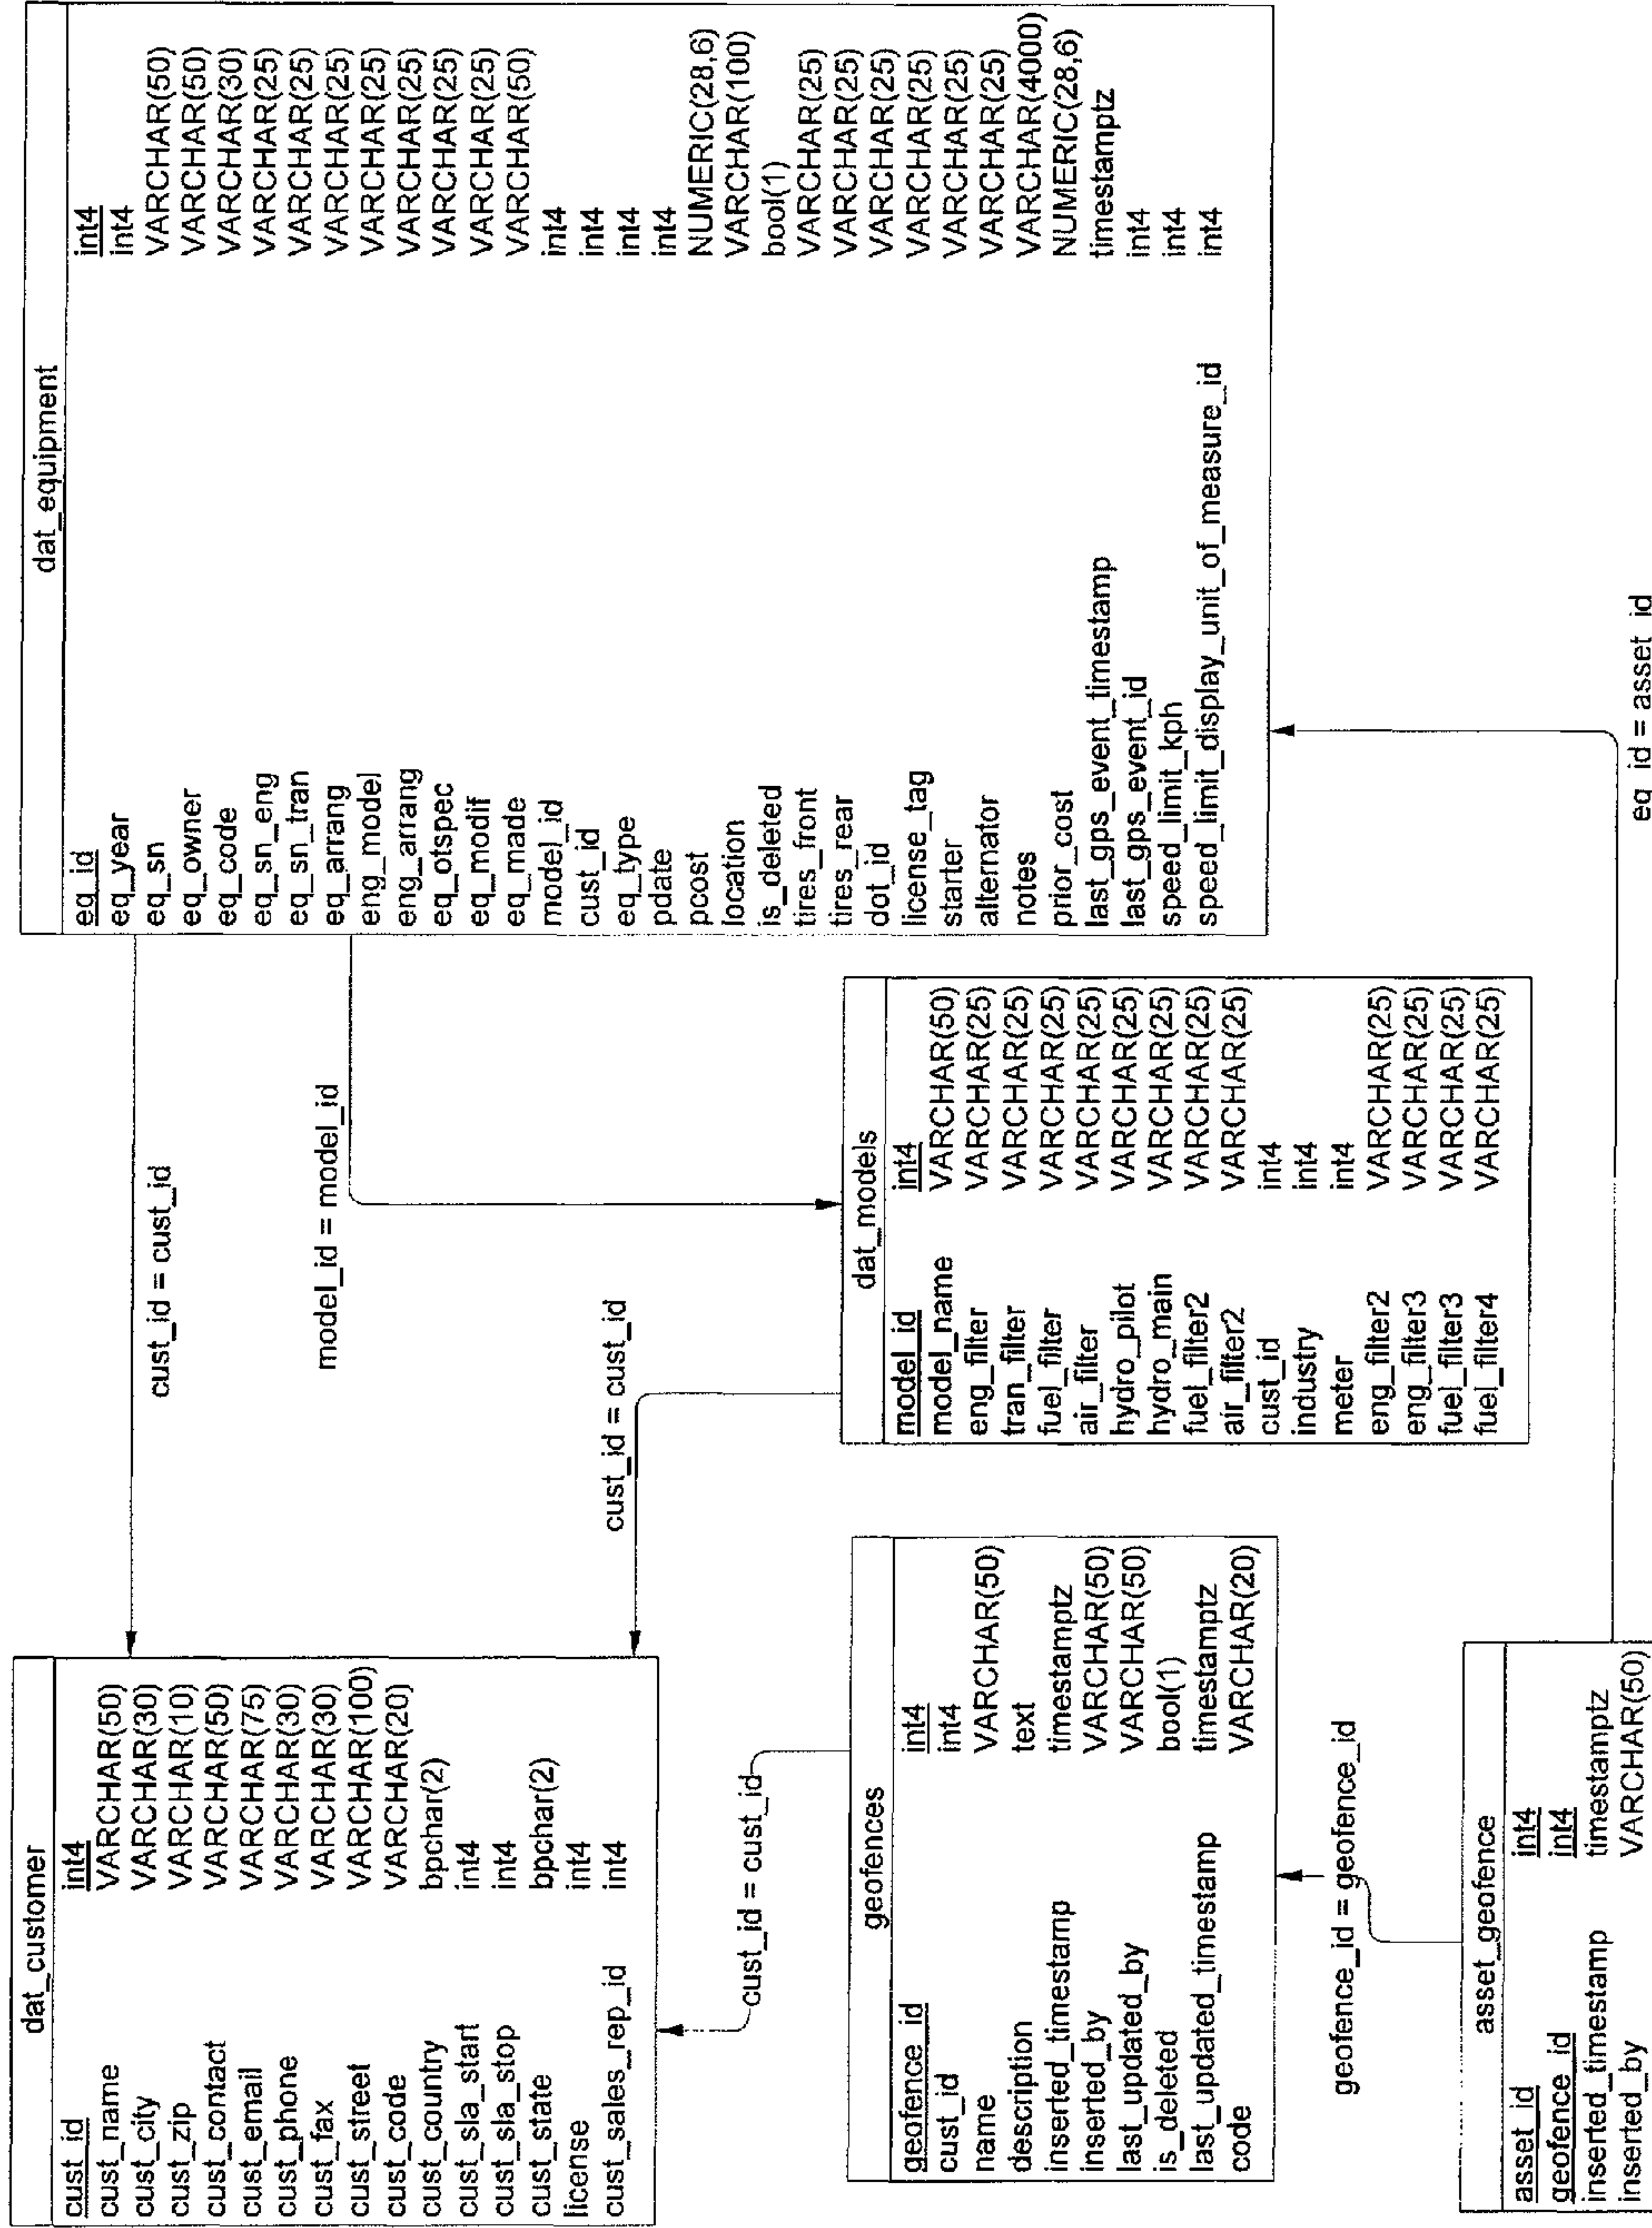 dat_customer
cust_id int4
cust_name VARCHAR(50)
cust_city VARCHAR(30)
cust_zip VARCHAR(10)
cust_contact VARCHAR(50)
cust_email VARCHAR(75)
cust_phone VARCHAR(30)
cust_fax VARCHAR(30)
cust_street VARCHAR(100)
cust_code VARCHAR(20)
cust_country bpchar(2)
cust_sla_start int4
cust_sla_stop int4
cust_state bpchar(2)
license int4
cust_sales_rep_id int4
cust_id = cust_id
model_id = model_id
cust_id = cust_id
dat_equipment
eq_id int4
eq_year int4
eq_sn VARCHAR(50)
eq_owner VARCHAR(50)
eq_code VARCHAR(30)
eq_sn_eng VARCHAR(25)
eq_sn_tran VARCHAR(25)
eq_arrang VARCHAR(25)
eng_model VARCHAR(25)
eng_arrang VARCHAR(25)
eq_otspec VARCHAR(25)
eq_modif VARCHAR(25)
eq_made VARCHAR(50)
model_id int4
cust_id int4
eq_type int4
pdate int4
pcost NUMERIC(28,6)
location VARCHAR(100)
is_deleted bool(1)
tires_front VARCHAR(25)
tires_rear VARCHAR(25)
dot_id VARCHAR(25)
license_tag VARCHAR(25)
starter VARCHAR(25)
alternator VARCHAR(25)
notes VARCHAR(4000)
prior_cost NUMERIC(28,6)
last_gps_event_timestamp timestamptz
last_gps_event_id int4
speed_limit_kph int4
speed_limit_display_unit_of_measure_id int4
cust_id = cust_id
geofences
geofence_id int4
cust_id int4
name VARCHAR(50)
description text
inserted_timestamp timestamptz
inserted_by VARCHAR(50)
last_updated_by VARCHAR(50)
is_deleted bool(1)
last_updated_timestamp timestamptz
code VARCHAR(20)
dat_models
model_id int4
model_name VARCHAR(50)
eng_filter VARCHAR(25)
tran_filter VARCHAR(25)
fuel_filter VARCHAR(25)
air_filter VARCHAR(25)
hydro_pilot VARCHAR(25)
hydro_main VARCHAR(25)
fuel_filter2 VARCHAR(25)
air_filter2 VARCHAR(25)
cust_id int4
industry int4
meter int4
eng_filter2 VARCHAR(25)
eng_filter3 VARCHAR(25)
fuel_filter3 VARCHAR(25)
fuel_filter4 VARCHAR(25)
geofence_id = geofence_id
asset_geofence
asset_id int4
geofence_id int4
inserted_timestamp timestamptz
inserted_by VARCHAR(50)
eq_id = asset_id